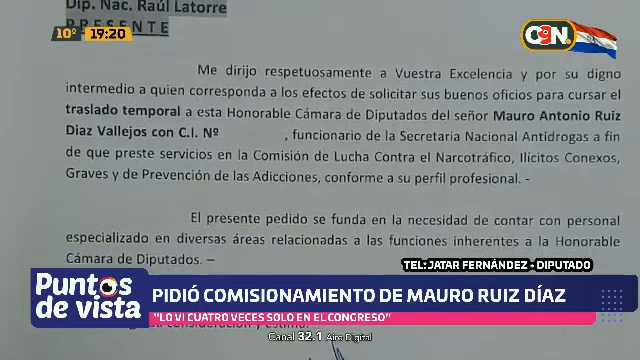 Dip. Nac. Raúl Latorre
P R E S E N T E
10°
19:20
C9N.
Me dirijo respetuosamente a Vuestra Excelencia y por su digno
intermedio a quien corresponda a los efectos de solicitar sus buenos oficios para cursar el
traslado temporal a esta Honorable Cámara de Diputados del señor Mauro Antonio Ruiz
Diaz Vallejos con C.I. Nº , funcionario de la Secretaria Nacional Antidrogas a fin
de que preste servicios en la Comisión de Lucha Contra el Narcotráfico, Ilícitos Conexos,
Graves y de Prevención de las Adicciones, conforme a su perfil profesional. -
El presente pedido se funda en la necesidad de contar con personal
especializado en diversas áreas relacionadas a las funciones inherentes a la Honorable
Cámara de Diputados. –
TEL: JATAR FERNÁNDEZ - DIPUTADO
Puntos
de vista
PIDIÓ COMISIONAMIENTO DE MAURO RUIZ DÍAZ
"LO VI CUATRO VECES SOLO EN EL CONGRESO"
Canal 32.1 Aire Digital